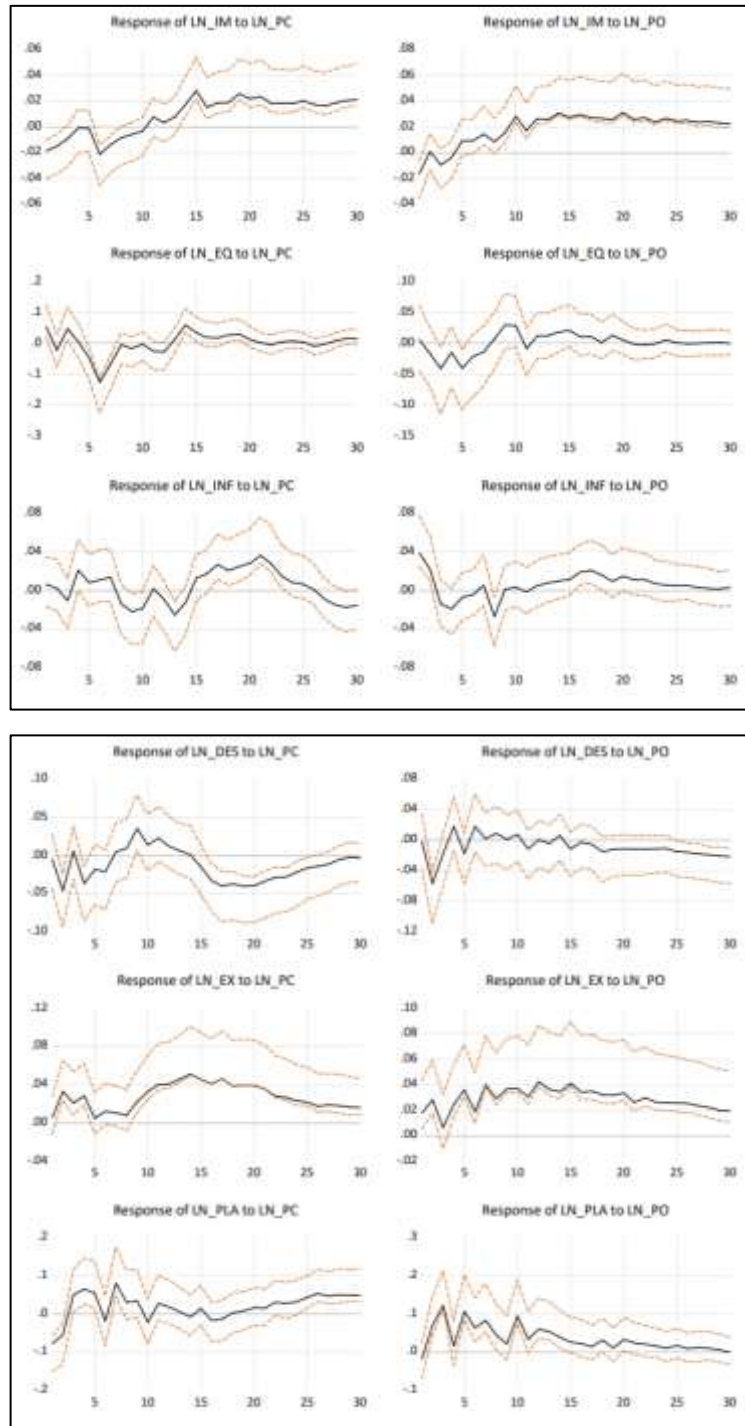 Response of LN_IM to LN_PC
.06
.04
.02
.00
-.02
-.04
-.06
5 10 15 20 25 30
Response of LN_IM to LN_PO
.08
.06
.04
.02
.00
-.02
-.04
5 10 15 20 25 30
Response of LN_EQ to LN_PC
.2
.1
.0
-.1
-.2
-.3
5 10 15 20 25 30
Response of LN_EQ to LN_PO
.10
.05
.00
-.05
-.10
-.15
5 10 15 20 25 30
Response of LN_INF to LN_PC
.08
.04
.00
-.04
-.08
5 10 15 20 25 30
Response of LN_INF to LN_PO
.08
.04
.00
-.04
-.08
5 10 15 20 25 30
Response of LN_DES to LN_PC
.10
.05
.00
-.05
-.10
5 10 15 20 25 30
Response of LN_DES to LN_PO
.08
.04
.00
-.04
-.08
-.12
5 10 15 20 25 30
Response of LN_EX to LN_PC
.12
.08
.04
.00
-.04
5 10 15 20 25 30
Response of LN_EX to LN_PO
.10
.08
.06
.04
.02
.00
-.02
5 10 15 20 25 30
Response of LN_PLA to LN_PC
.2
.1
.0
-.1
-.2
5 10 15 20 25 30
Response of LN_PLA to LN_PO
.3
.2
.1
.0
-.1
5 10 15 20 25 30